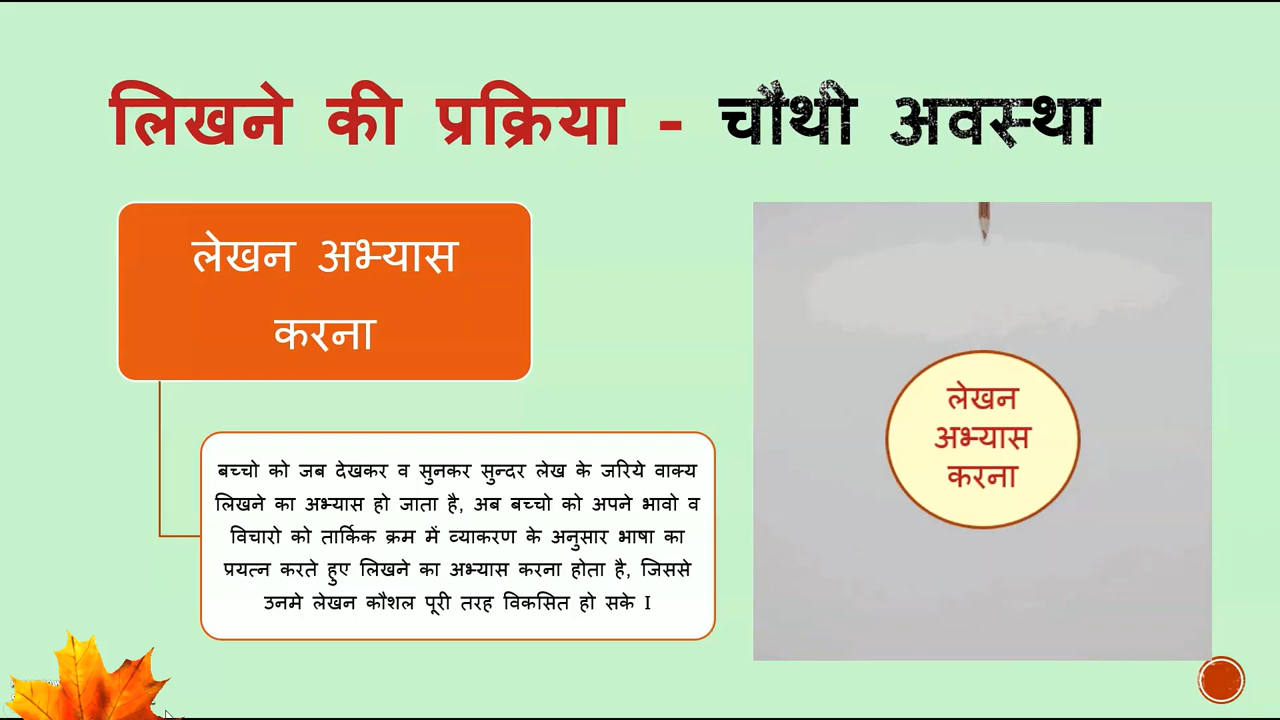 लिखने की प्रक्रिया - चौथी अवस्था
लेखन अभ्यास
करना
बच्चो को जब देखकर व सुनकर सुन्दर लेख के जरिये वाक्य
लिखने का अभ्यास हो जाता है, अब बच्चो को अपने भावो व
विचारो को तार्किक क्रम में व्याकरण के अनुसार भाषा का
प्रयत्न करते हुए लिखने का अभ्यास करना होता है, जिससे
उनमे लेखन कौशल पूरी तरह विकसित हो सके I
लेखन
अभ्यास
करना